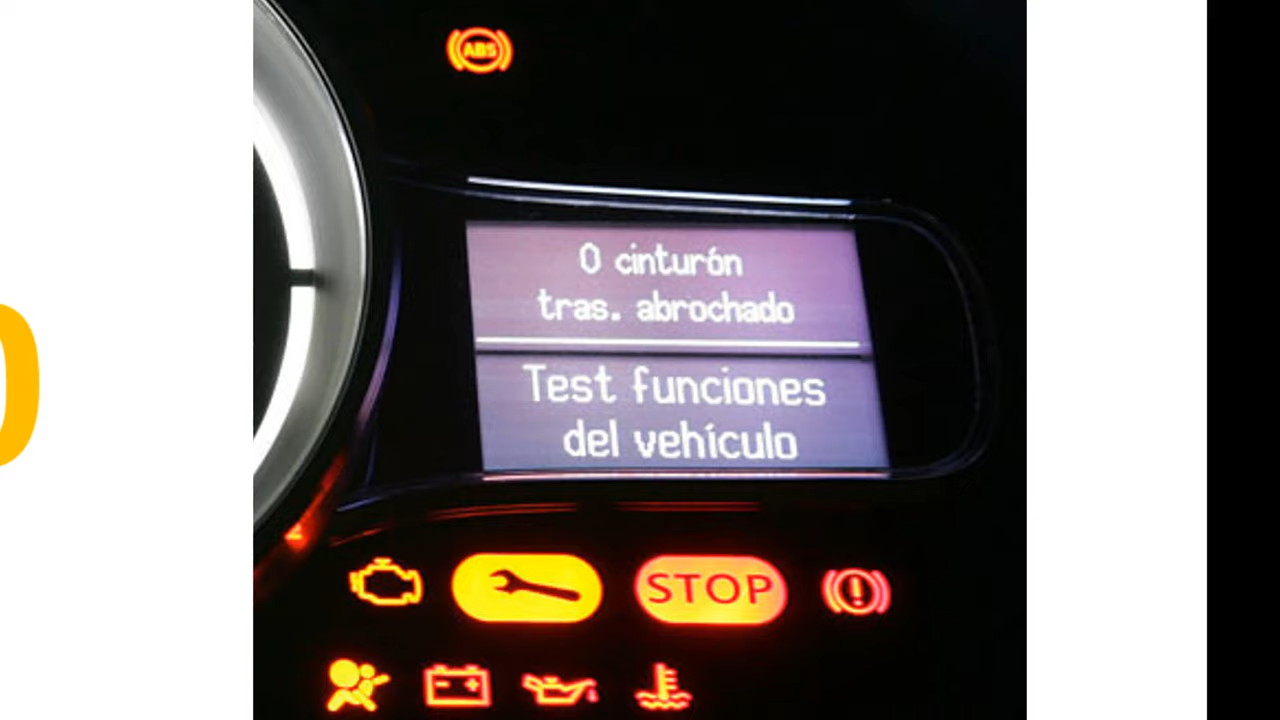 ABS
0 cinturón
tras. abrochado
Test funciones
del vehículo
STOP